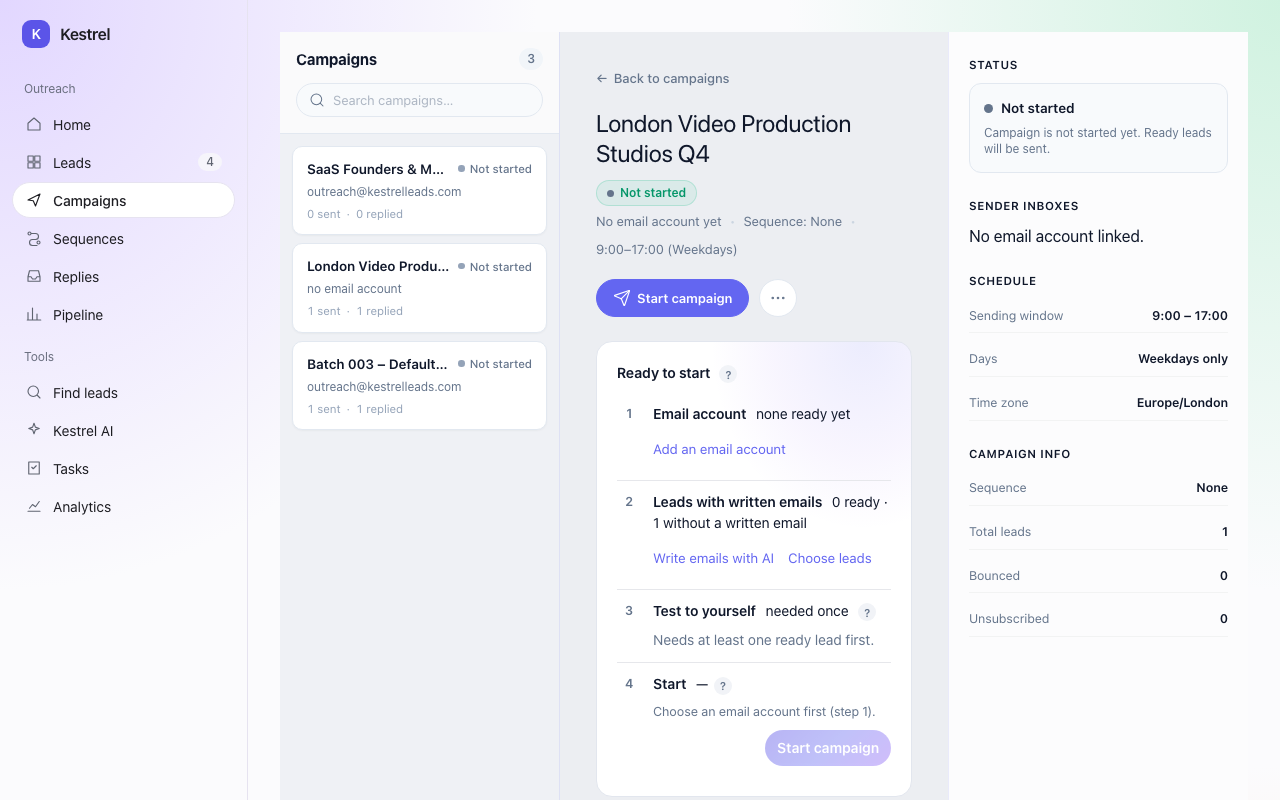 K Kestrel
Outreach
Home
Leads 4
Campaigns
Sequences
Replies
Pipeline
Tools
Find leads
Kestrel AI
Tasks
Analytics
Campaigns 3
Search campaigns...
SaaS Founders & M... Not started
outreach@kestrelleads.com
0 sent · 0 replied
London Video Produ... Not started
no email account
1 sent · 1 replied
Batch 003 – Default... Not started
outreach@kestrelleads.com
1 sent · 1 replied
← Back to campaigns
London Video Production
Studios Q4
Not started
No email account yet · Sequence: None ·
9:00–17:00 (Weekdays)
Start campaign ...
Ready to start ?
1 Email account none ready yet
Add an email account
2 Leads with written emails 0 ready ·
1 without a written email
Write emails with AI Choose leads
3 Test to yourself needed once ?
Needs at least one ready lead first.
4 Start — ?
Choose an email account first (step 1).
Start campaign
STATUS
Not started
Campaign is not started yet. Ready leads
will be sent.
SENDER INBOXES
No email account linked.
SCHEDULE
Sending window 9:00 – 17:00
Days Weekdays only
Time zone Europe/London
CAMPAIGN INFO
Sequence None
Total leads 1
Bounced 0
Unsubscribed 0